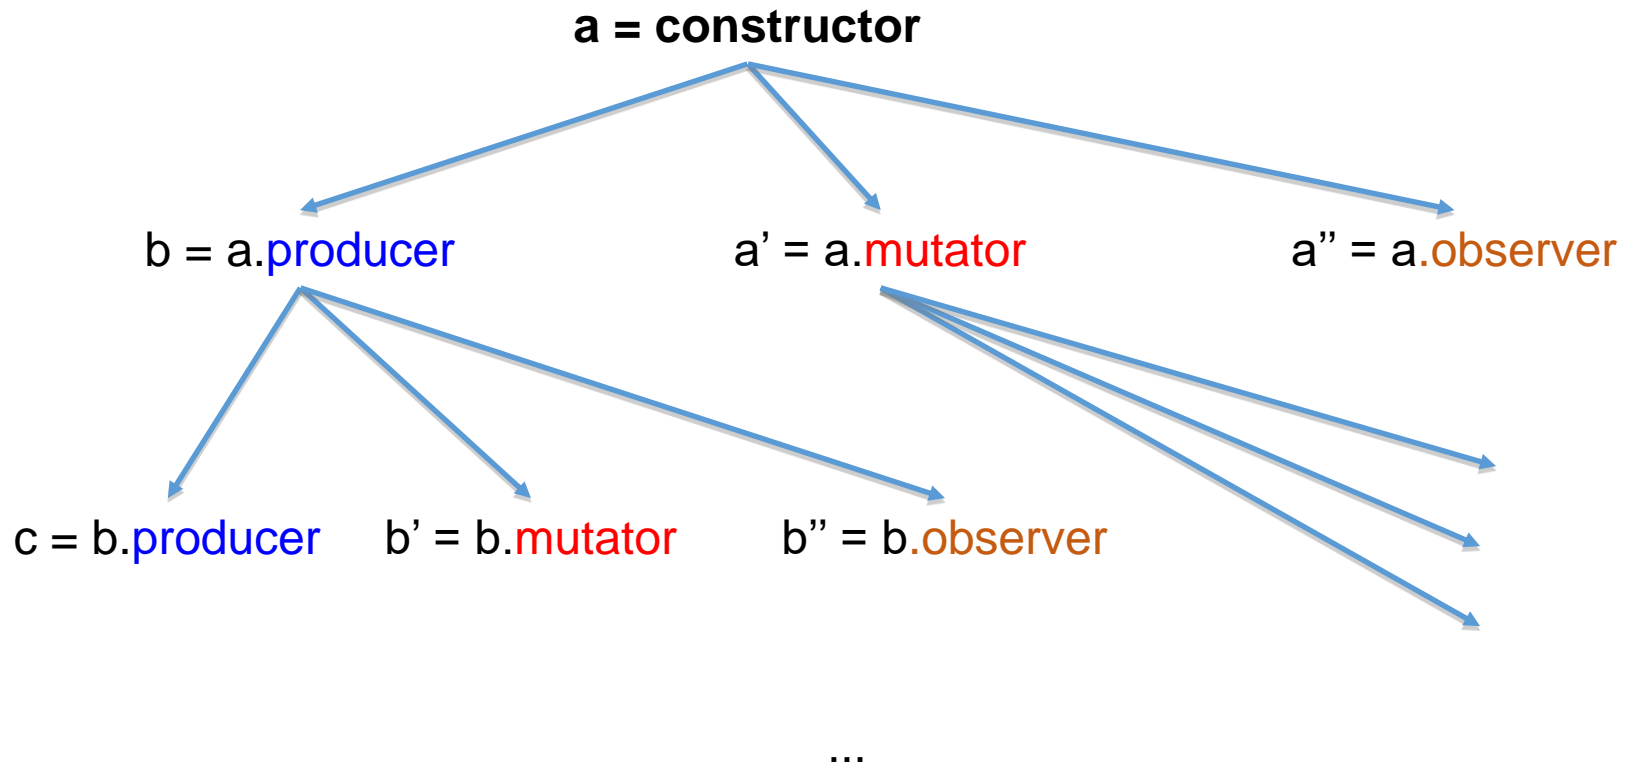 a = constructor
b = a.producer
a’ = a.mutator
a’’ = a.observer
c = b.producer
b’ = b.mutator
b’’ = b.observer
...